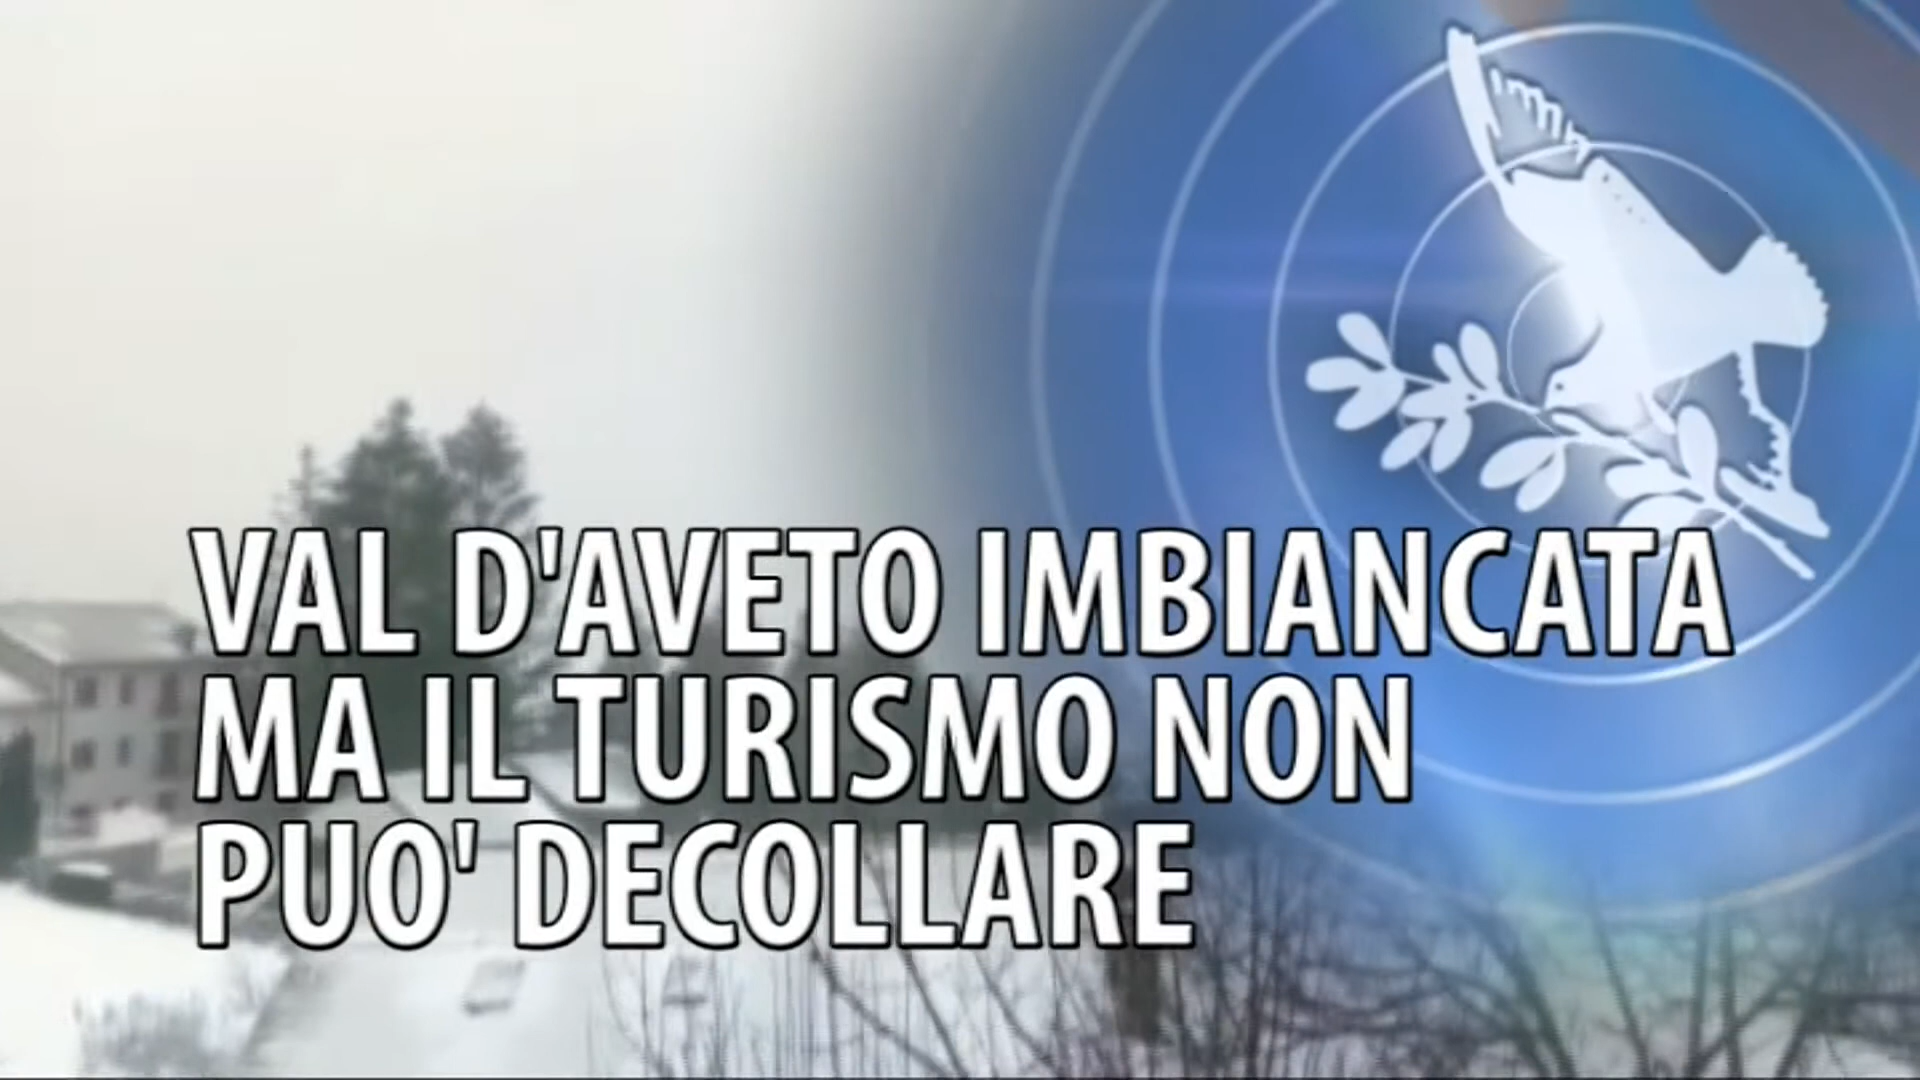 VAL D'AVETO IMBIANCATA
MA IL TURISMO NON
PUO' DECOLLARE